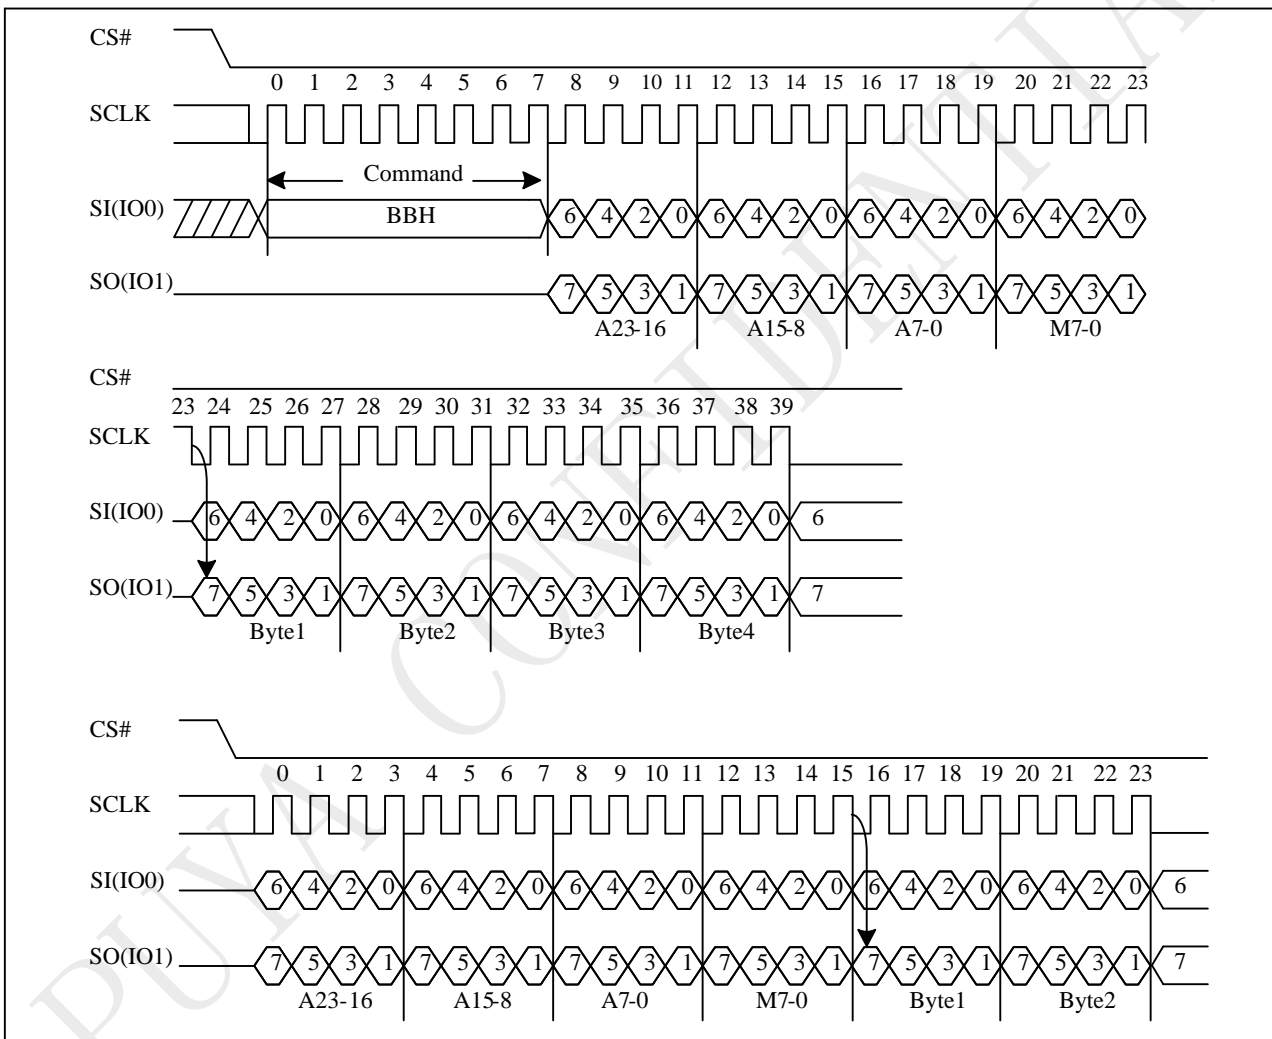 CS#
0 1 2 3 4 5 6 7 8 9 10 11 12 13 14 15 16 17 18 19 20 21 22 23
SCLK
Command
SI(IO0) BBH 6 4 2 0 6 4 2 0 6 4 2 0 6 4 2 0
SO(IO1) 7 5 3 1 7 5 3 1 7 5 3 1 7 5 3 1
A23-16 A15-8 A7-0 M7-0
CS#
23 24 25 26 27 28 29 30 31 32 33 34 35 36 37 38 39
SCLK
SI(IO0) 6 4 2 0 6 4 2 0 6 4 2 0 6 4 2 0 6
SO(IO1) 7 5 3 1 7 5 3 1 7 5 3 1 7 5 3 1 7
Byte1 Byte2 Byte3 Byte4
CS#
0 1 2 3 4 5 6 7 8 9 10 11 12 13 14 15 16 17 18 19 20 21 22 23
SCLK
SI(IO0) 6 4 2 0 6 4 2 0 6 4 2 0 6 4 2 0 6 4 2 0 6 4 2 0 6
SO(IO1) 7 5 3 1 7 5 3 1 7 5 3 1 7 5 3 1 7 5 3 1 7 5 3 1 7
A23-16 A15-8 A7-0 M7-0 Byte1 Byte2
PUYA CONFIDENTIA